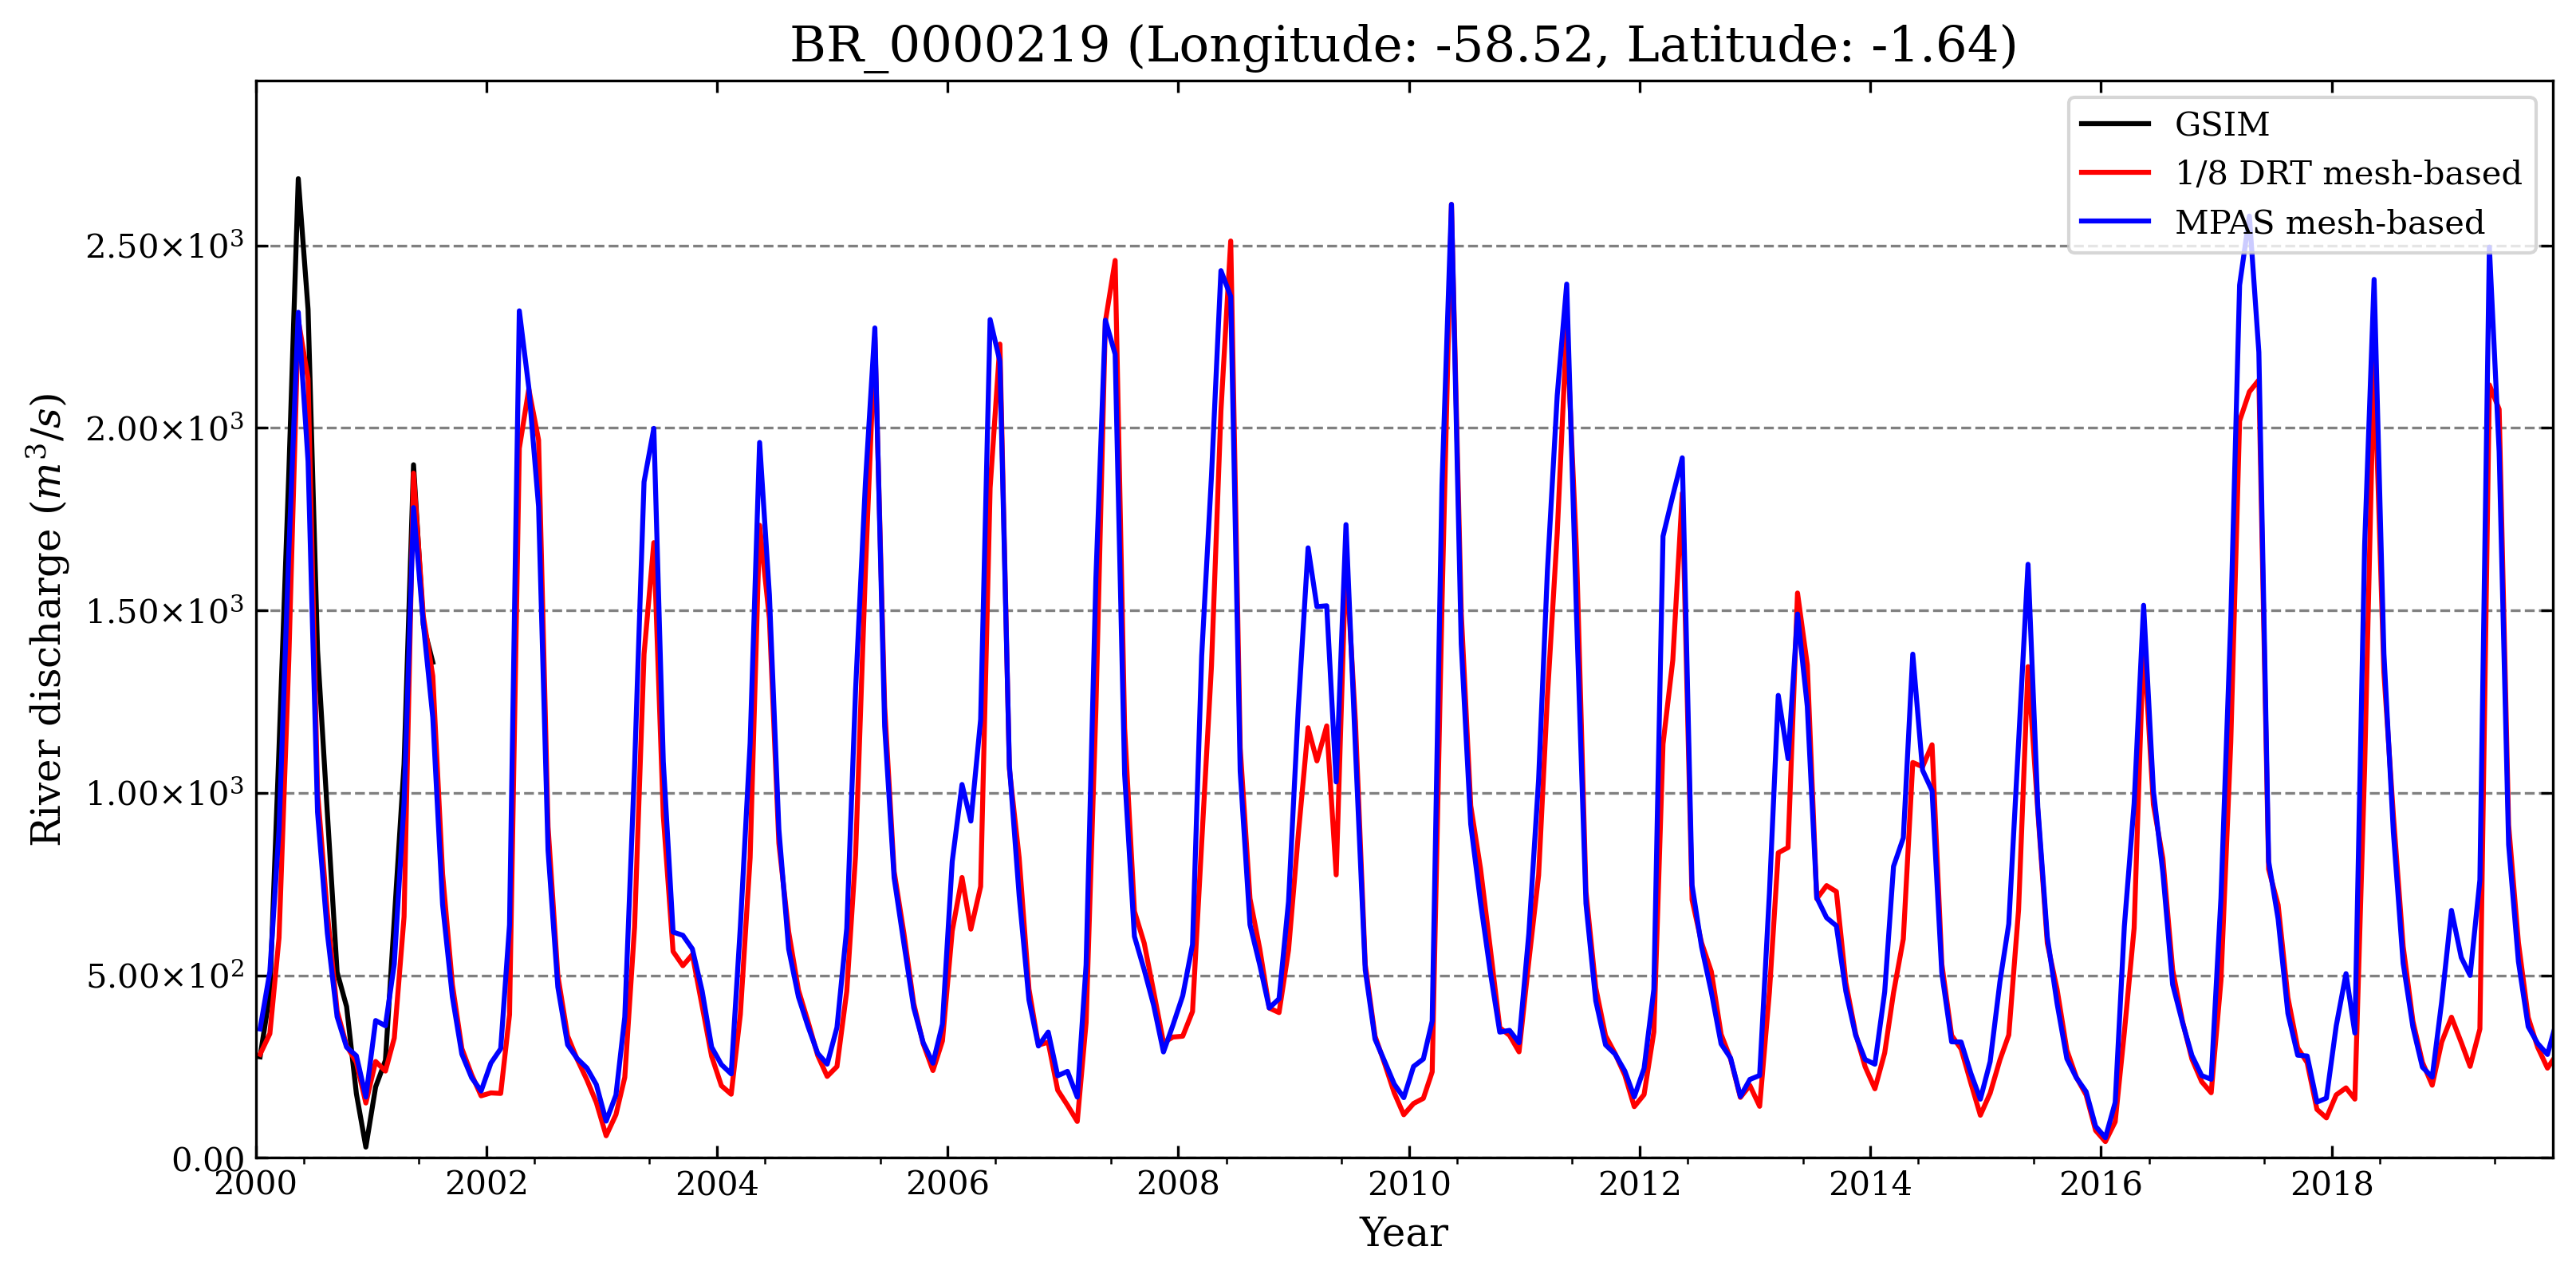 BR_0000219 (Longitude: -58.52, Latitude: -1.64)
GSIM
1/8 DRT mesh-based
MPAS mesh-based
River discharge (m³/s)
2.50×10³
2.00×10³
1.50×10³
1.00×10³
5.00×10²
0.00
2000 2002 2004 2006 2008 2010 2012 2014 2016 2018
Year